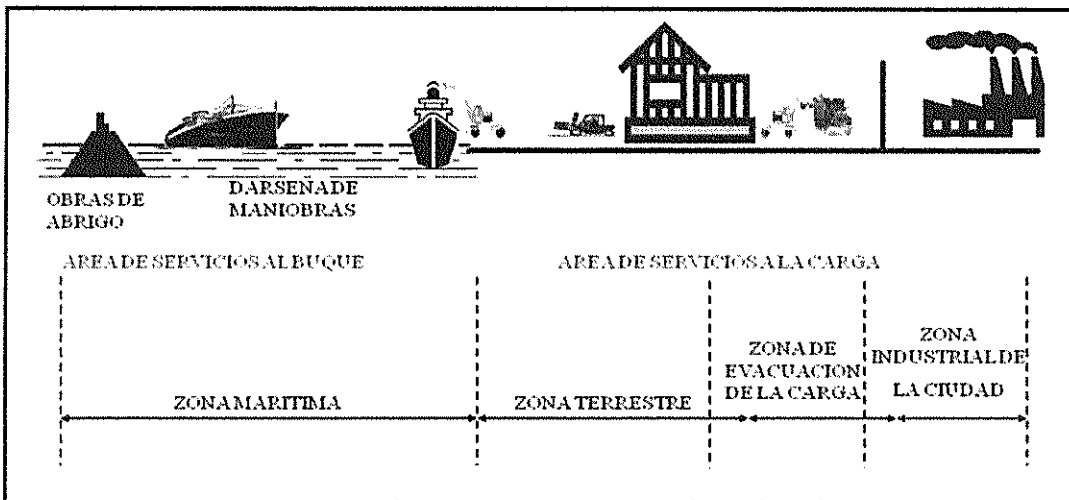 OBRAS DE
ABRIGO
DARSENA DE
MANIOBRAS
AREA DE SERVICIOS AL BUQUE
AREA DE SERVICIOS A LA CARGA
ZONA MARITIMA
ZONA TERRESTRE
ZONA DE
EVACUACION
DE LA CARGA
ZONA
INDUSTRIAL DE
LA CIUDAD